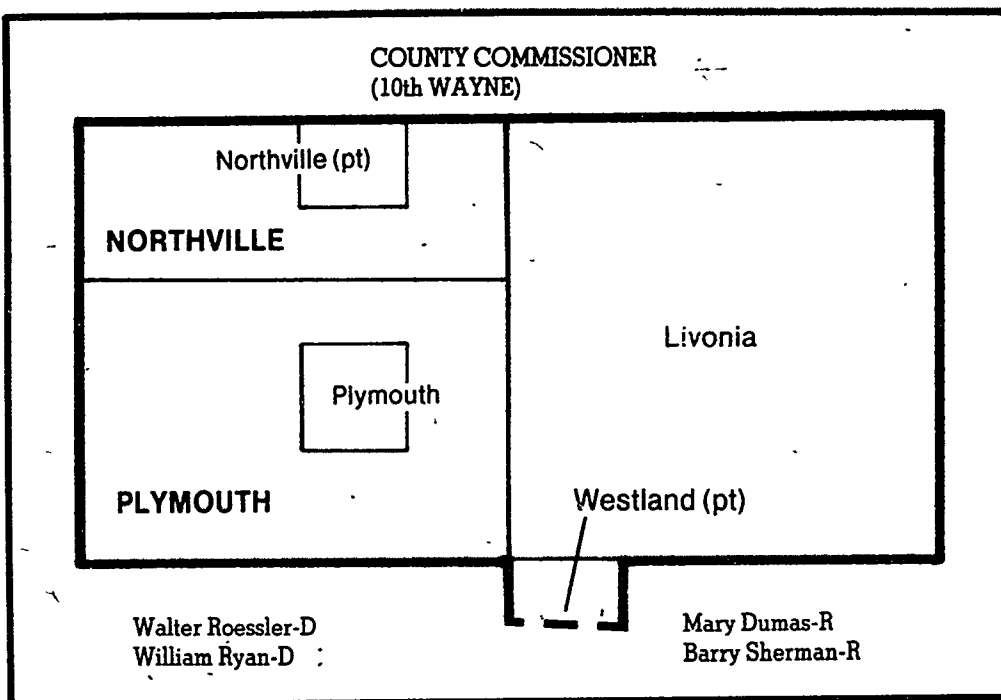 COUNTY COMMISSIONER
(10th WAYNE)
Northville (pt)
NORTHVILLE
Livonia
Plymouth
PLYMOUTH
Westland (pt)
Walter Roessler-D
William Ryan-D
Mary Dumas-R
Barry Sherman-R